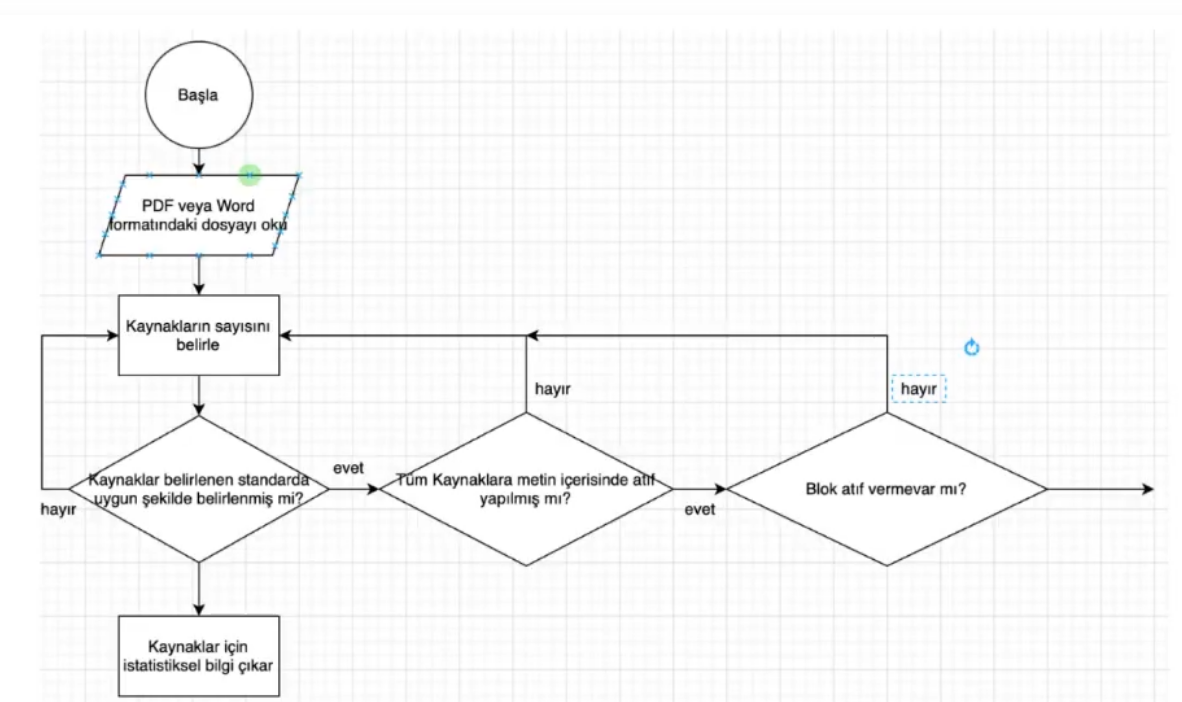 Başla
PDF veya Word
formatındaki dosyayı oku
Kaynakların sayısını
belirle
hayır
hayır
Kaynaklar belirlenen standarda
uygun şekilde belirlenmiş mi?
evet
Tüm Kaynaklara metin içerisinde atıf
yapılmış mı?
Blok atıf vermevar mı?
hayır
evet
Kaynaklar için
istatistiksel bilgi çıkar